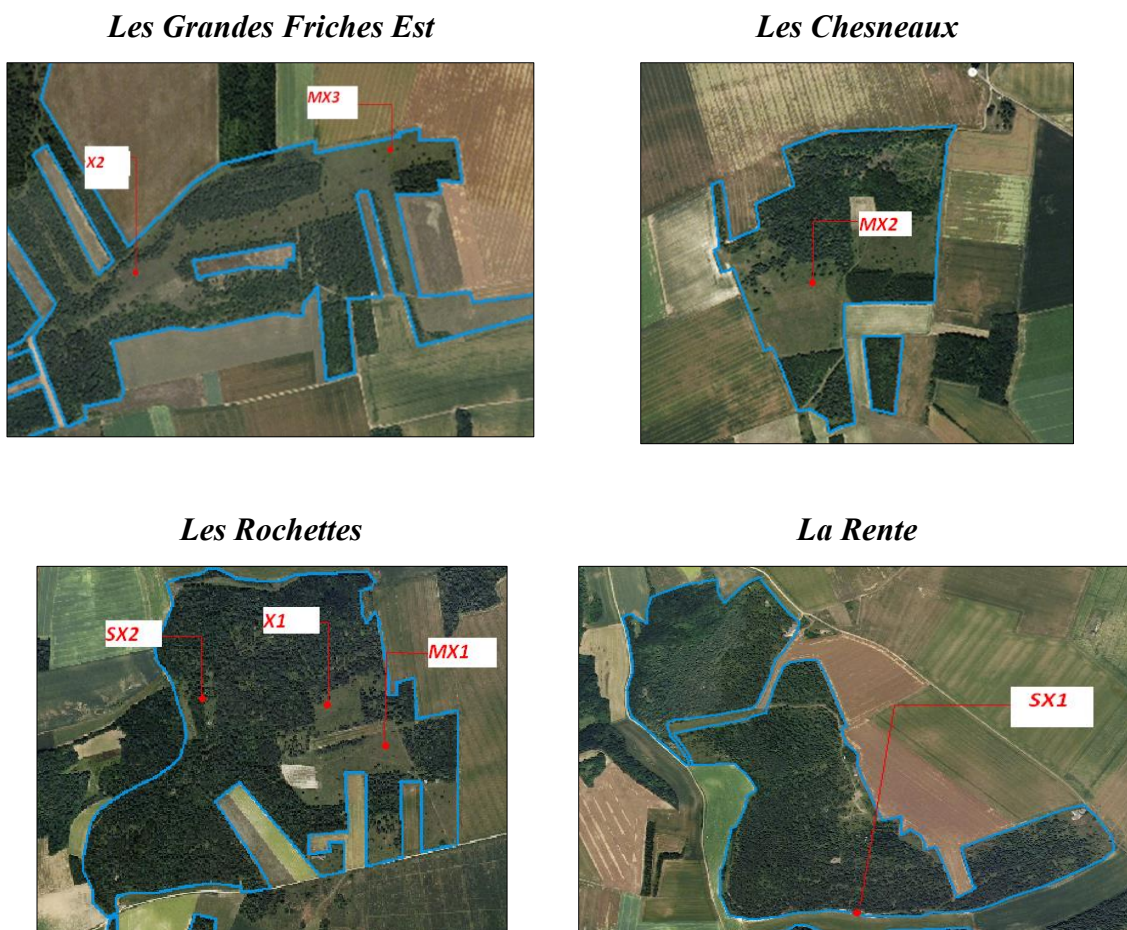 Les Grandes Friches Est
Les Chesneaux
MX3
X2
MX2
Les Rochettes
La Rente
X1
SX2
MX1
SX1